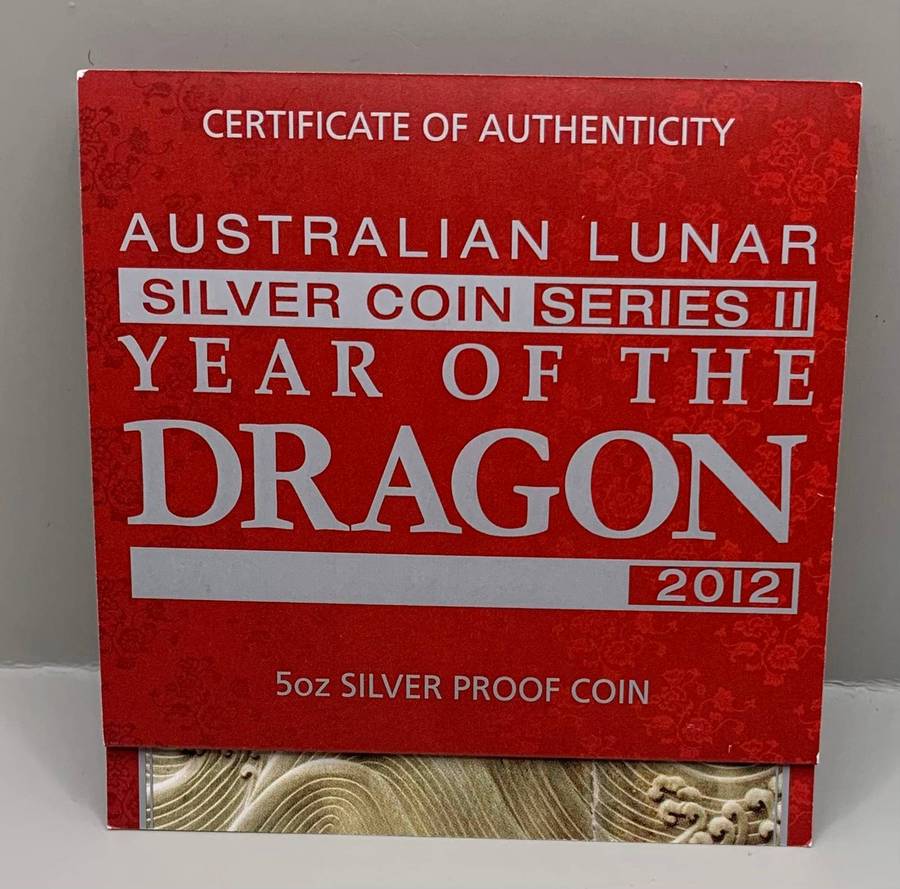 CERTIFICATE OF AUTHENTICITY
AUSTRALIAN LUNAR
SILVER COIN SERIES II
YEAR OF THE
DRAGON
2012
5oz SILVER PROOF COIN